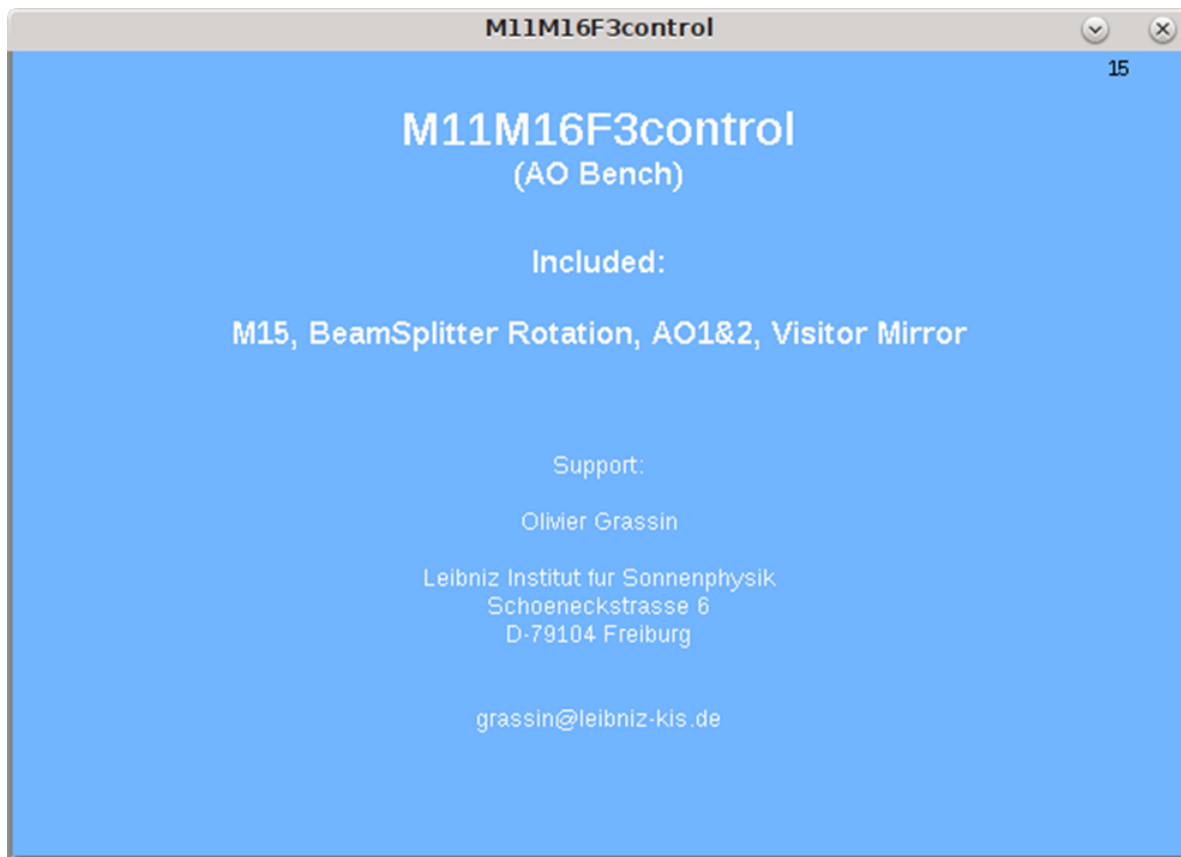 M11M16F3control
15
M11M16F3control
(AO Bench)
Included:
M15, BeamSplitter Rotation, AO1&2, Visitor Mirror
Support:
Olivier Grassin
Leibniz Institut fur Sonnenphysik
Schoeneckstrasse 6
D-79104 Freiburg
grassin@leibniz-kis.de